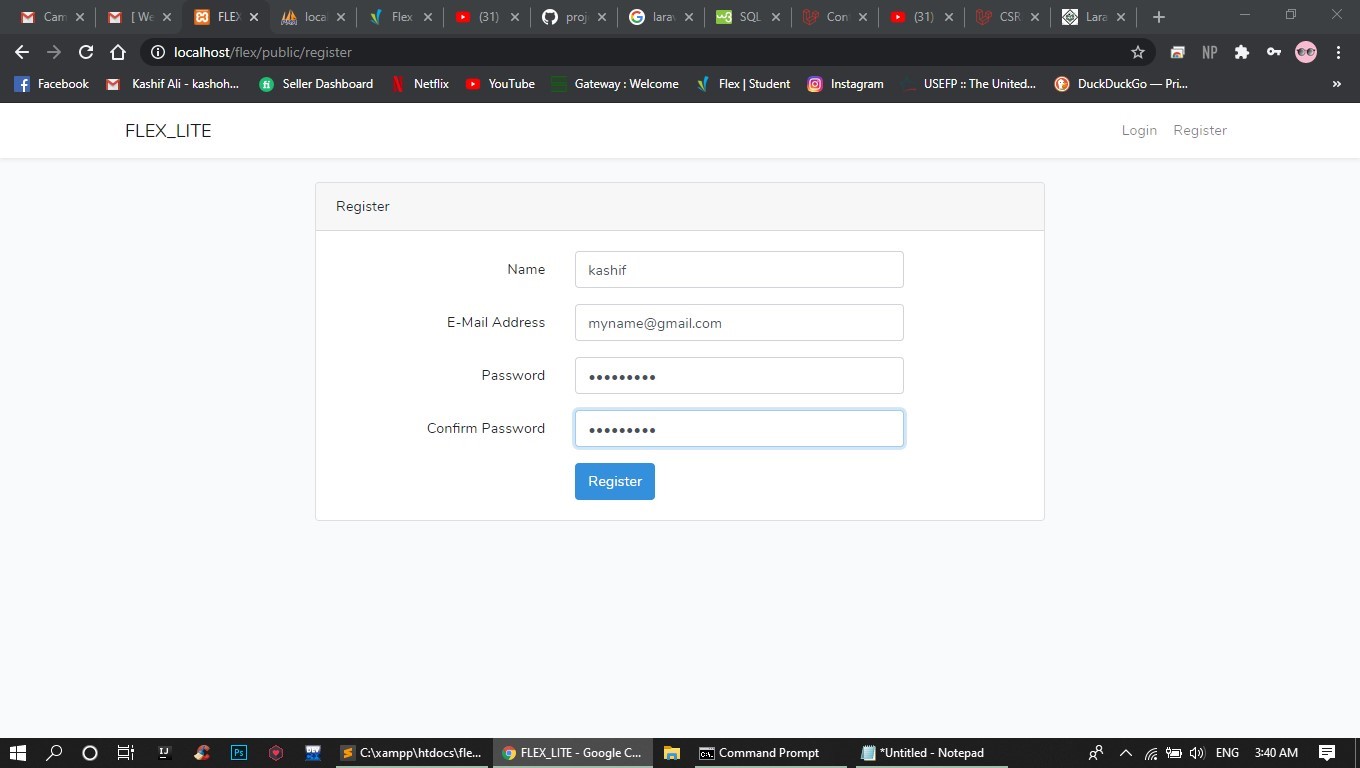 Cam
[ We
FLEX
loca
Flex
(31)
proj
larav
SQL
Con
(31)
CSR
Lara
localhost/flex/public/register
NP
Facebook
Kashif Ali - kashoh...
Seller Dashboard
Netflix
YouTube
Gateway : Welcome
Flex | Student
Instagram
USEFP :: The United...
DuckDuckGo — Pri...
»
FLEX_LITE
Login
Register
Register
Name
kashif
E-Mail Address
myname@gmail.com
Password
•••••••••
Confirm Password
•••••••••
Register
C:\xampp\htdocs\fle...
FLEX_LITE - Google C...
Command Prompt
*Untitled - Notepad
ENG
3:40 AM